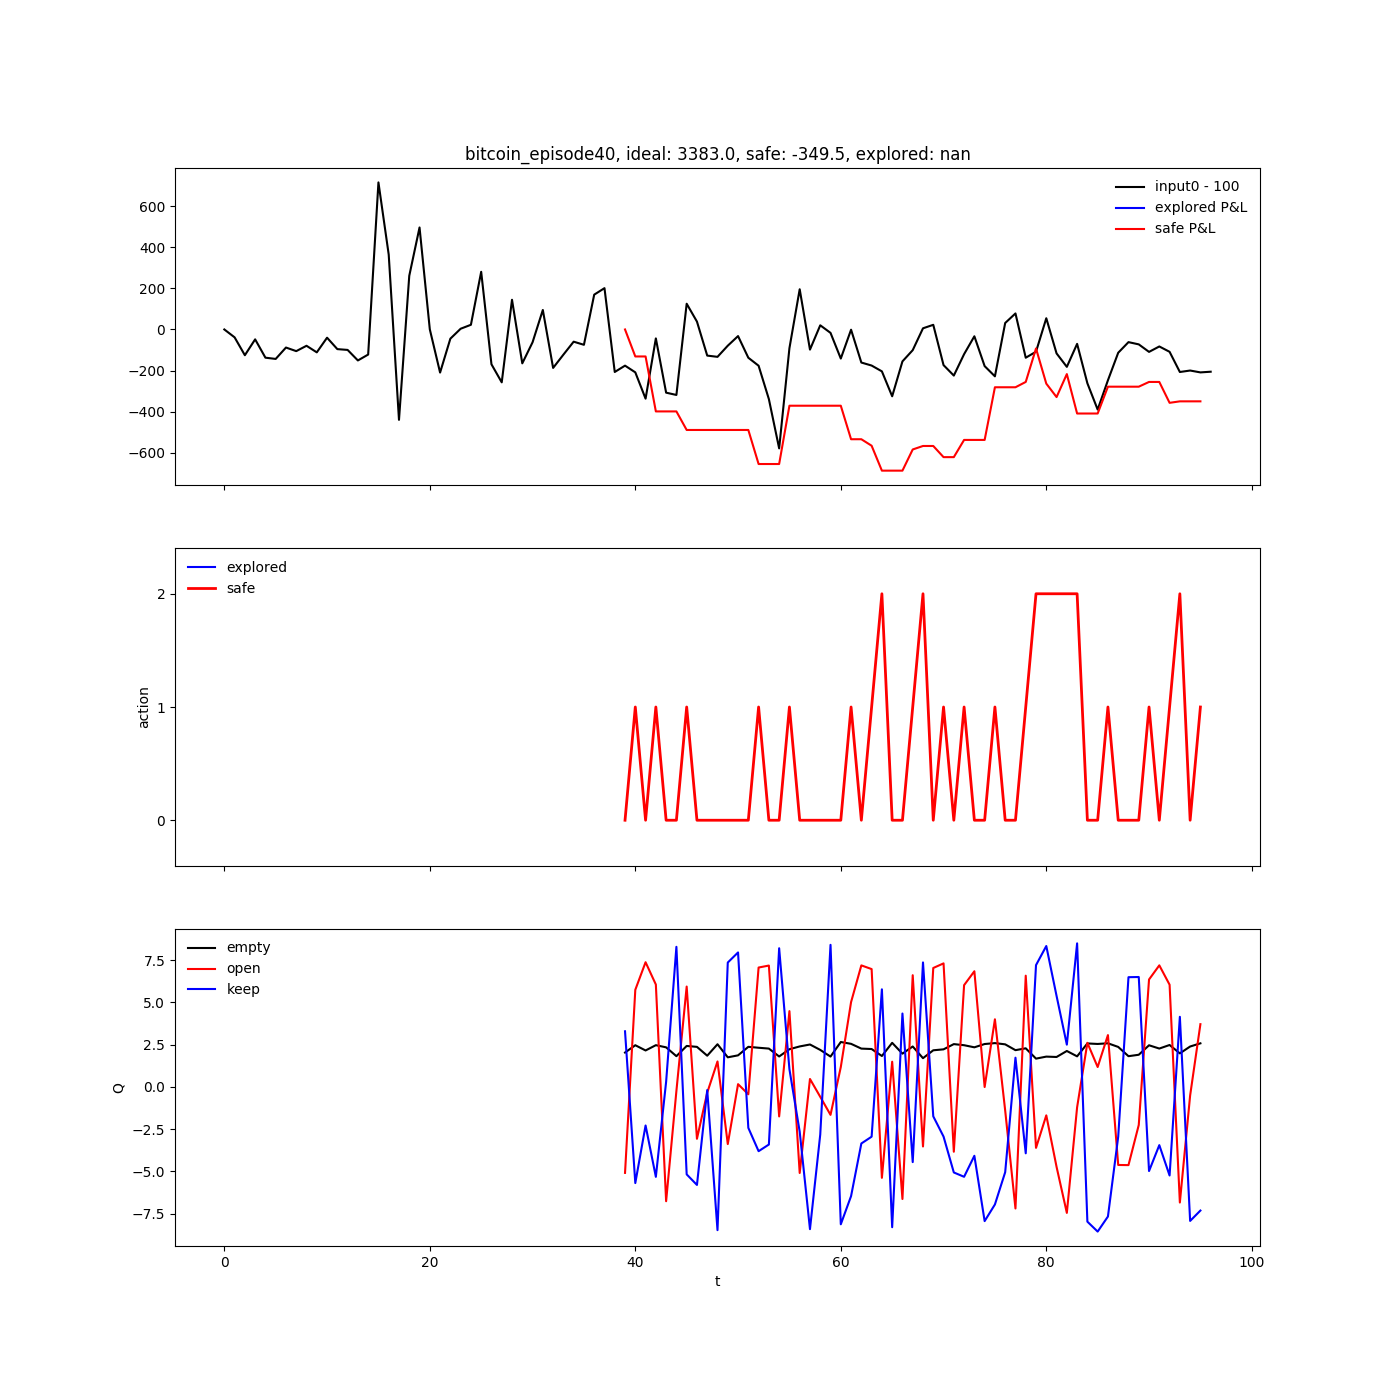 bitcoin_episode40, ideal: 3383.0, safe: -349.5, explored: nan
input0 - 100
explored P&L
safe P&L
600
400
200
0
−200
−400
−600
explored
safe
2
1
0
action
empty
open
keep
7.5
5.0
2.5
0.0
−2.5
−5.0
−7.5
Q
0 20 40 60 80 100
t